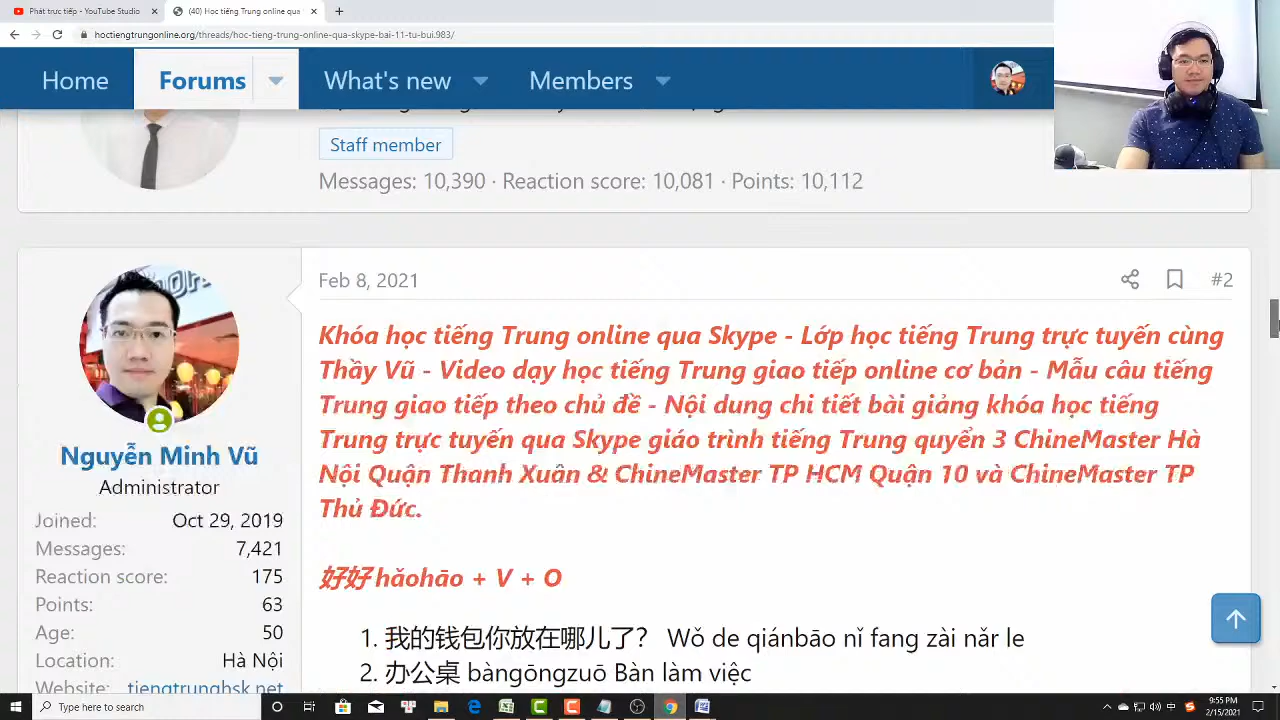 Phát trực tiếp - YouTube Studio
(40) Học tiếng Trung online qua
hoctiengtrungonline.org/threads/hoc-tieng-trung-online-qua-skype-bai-11-tu-bui.983/
Home Forums What's new Members
Staff member
Messages: 10,390 · Reaction score: 10,081 · Points: 10,112
Feb 8, 2021 #2
Khóa học tiếng Trung online qua Skype - Lớp học tiếng Trung trực tuyến cùng
Thầy Vũ - Video dạy học tiếng Trung giao tiếp online cơ bản - Mẫu câu tiếng
Trung giao tiếp theo chủ đề - Nội dung chi tiết bài giảng khóa học tiếng
Trung trực tuyến qua Skype giáo trình tiếng Trung quyển 3 ChineMaster Hà
Nội Quận Thanh Xuân & ChineMaster TP HCM Quận 10 và ChineMaster TP
Thủ Đức.
Nguyễn Minh Vũ
Administrator
Joined: Oct 29, 2019
Messages: 7,421
Reaction score: 175
Points: 63
Age: 50
Location: Hà Nội
Website: tiengtrunghsk.net
好好 hǎohāo + V + O
1. 我的钱包你放在哪儿了？ Wǒ de qiánbāo nǐ fang zài nǎr le
2. 办公桌 bàngōngzuō Bàn làm việc
Type here to search
9:55 PM
2/15/2021